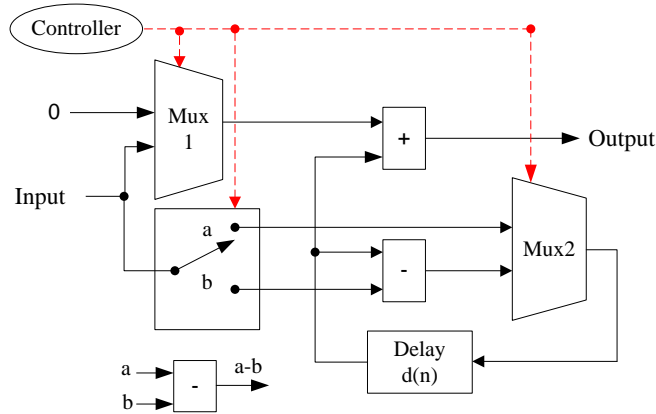 Controller
0
Mux
1
+
Output
Input
a
b
-
Mux2
Delay
d(n)
a
b
-
a-b